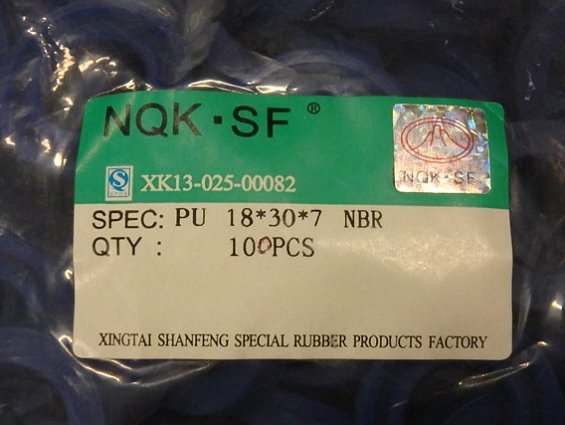 NQK·SF®
NQK·SF
XK13-025-00082
SPEC: PU 18*30*7 NBR
QTY : 100PCS
XINGTAI SHANFENG SPECIAL RUBBER PRODUCTS FACTORY